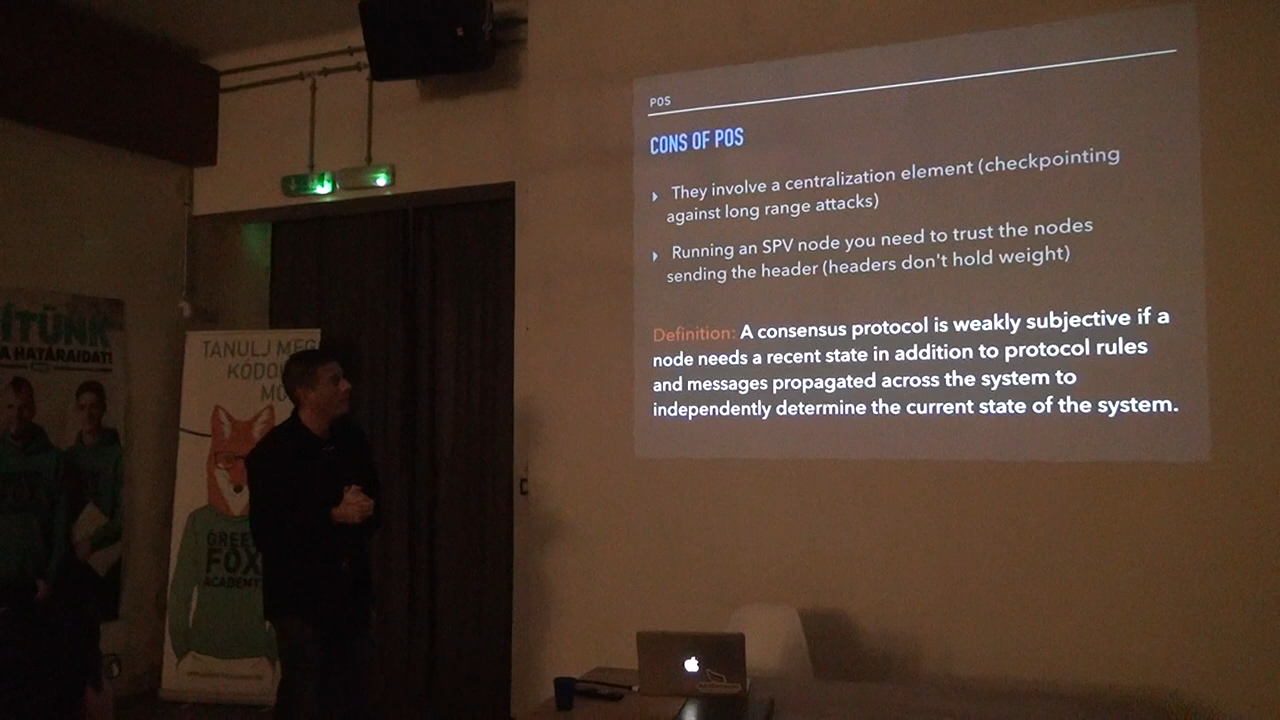 POS
CONS OF POS
They involve a centralization element (checkpointing
against long range attacks)
Running an SPV node you need to trust the nodes
sending the header (headers don't hold weight)
Definition: A consensus protocol is weakly subjective if a
node needs a recent state in addition to protocol rules
and messages propagated across the system to
independently determine the current state of the system.
ÍTÜNK
A HATÁRAIDAT!
TANULJ MEG
GREEN
FOX
ACADEMY
FOX